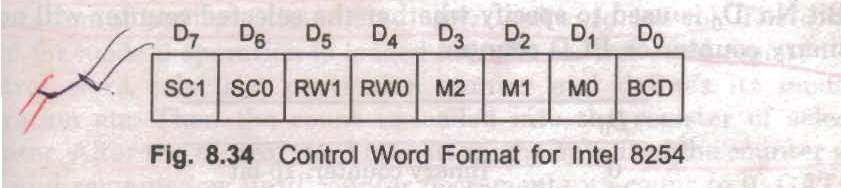 D7 D6 D5 D4 D3 D2 D1 D0
SC1 SC0 RW1 RW0 M2 M1 M0 BCD
Fig. 8.34 Control Word Format for Intel 8254